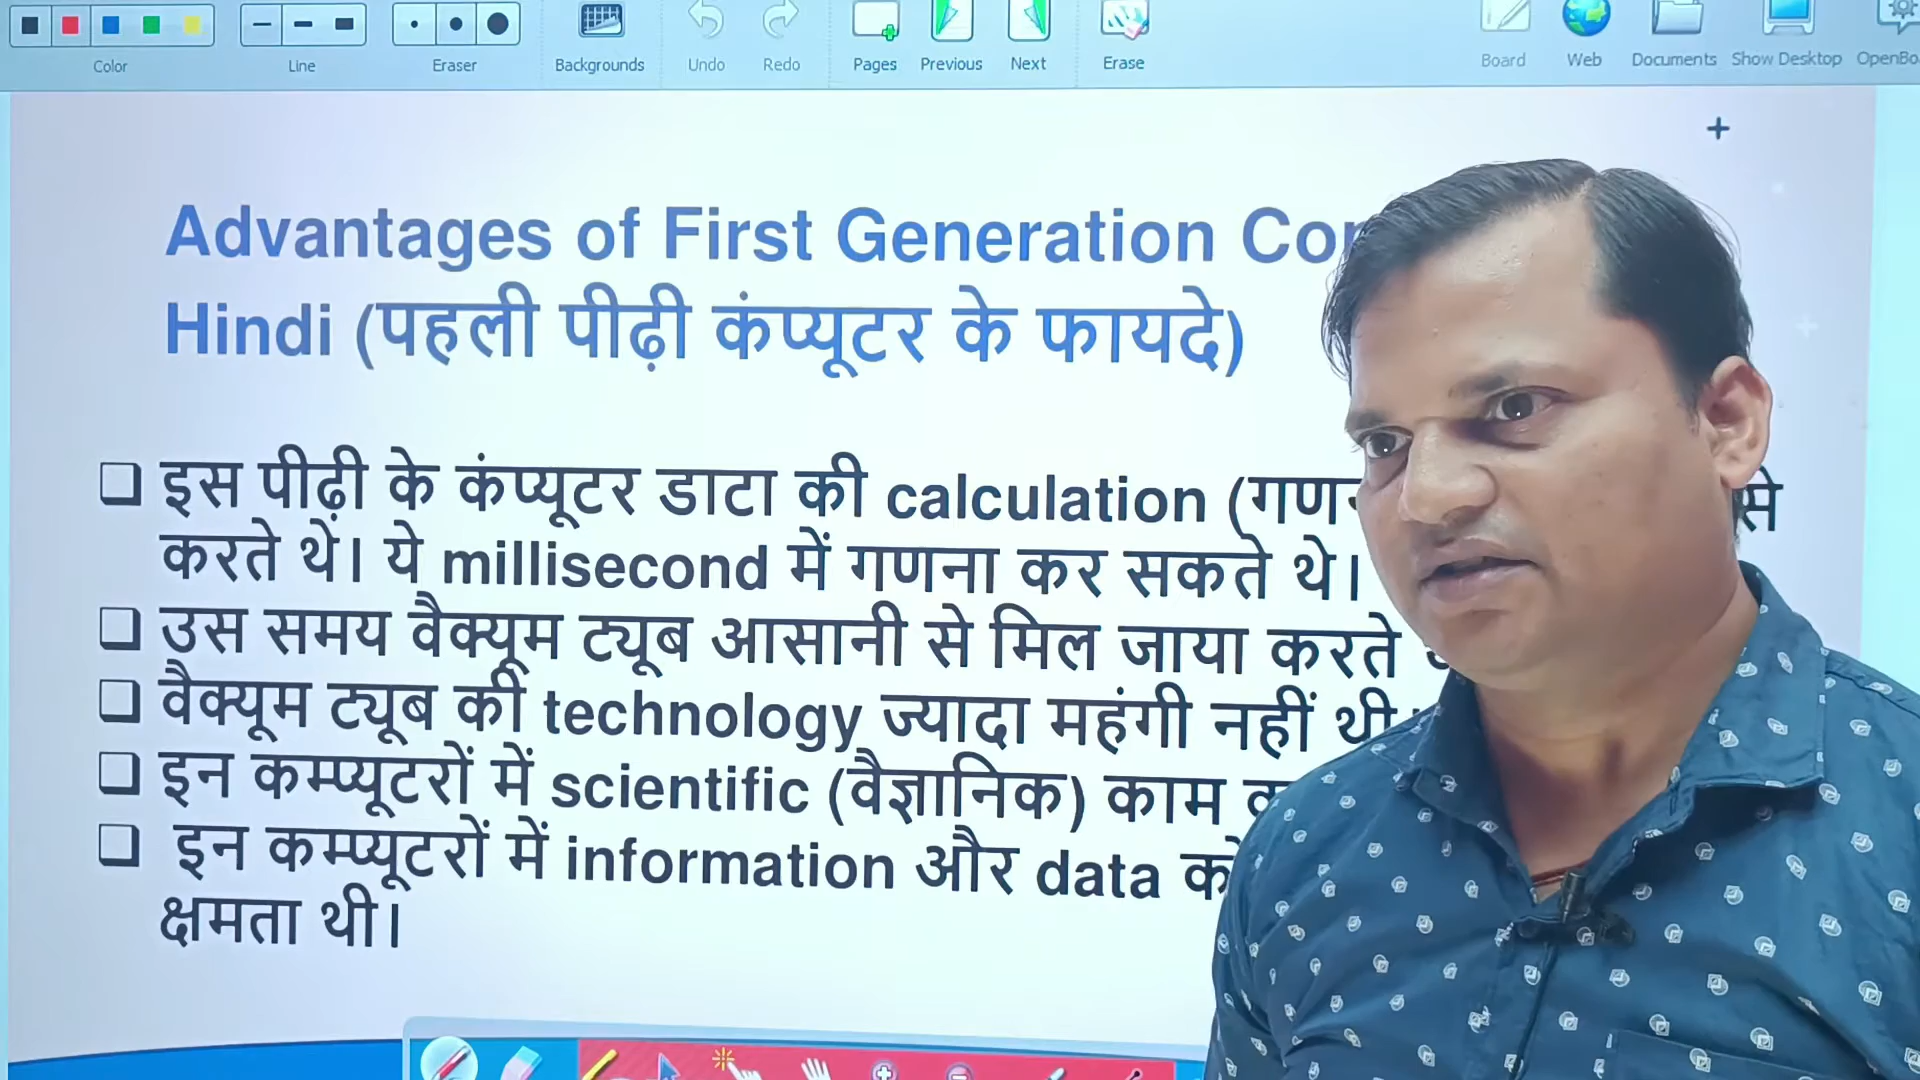 Color
Line
Eraser
Backgrounds
Undo
Redo
Pages
Previous
Next
Erase
Board
Web
Documents
Show Desktop
Advantages of First Generation
Hindi (पहली पीढ़ी कंप्यूटर के फायदे)
इस पीढ़ी के कंप्यूटर डाटा की calculation से
करते थे। ये millisecond में गणना कर सकते थे।
उस समय वैक्यूम ट्यूब आसानी से मिल जाया करते
वैक्यूम ट्यूब की technology ज्यादा महंगी नहीं थी
इन कम्प्यूटरों में scientific (वैज्ञानिक) काम
इन कम्प्यूटरों में information और data
क्षमता थी।